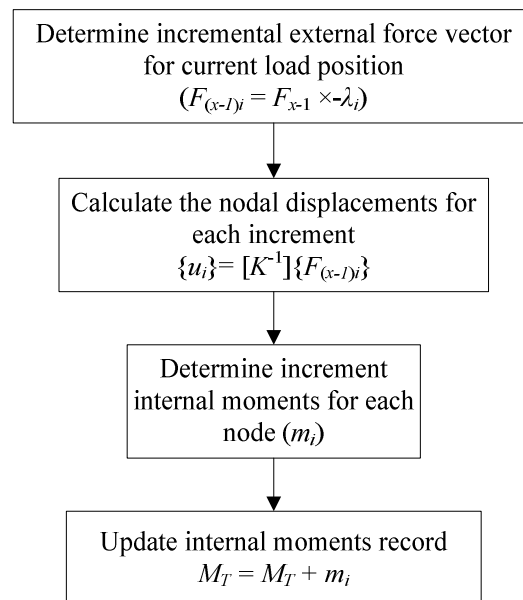 Determine incremental external force vector
for current load position
(F(x-1)i = Fx-1 ×-λi)
Calculate the nodal displacements for
each increment
{ui}= [K-1]{F(x-1)i}
Determine increment
internal moments for each
node (mi)
Update internal moments record
MT = MT + mi